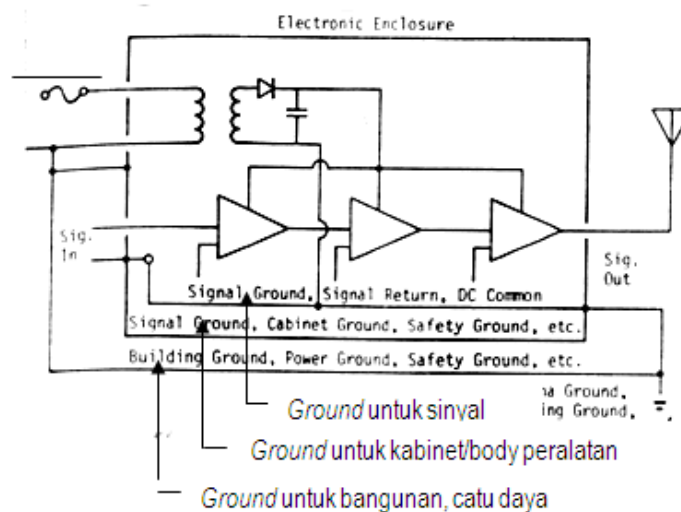 Electronic Enclosure
Sig.
In
Sig.
Out
Signal Ground, Signal Return, DC Common
Signal Ground, Cabinet Ground, Safety Ground, etc.
Building Ground, Power Ground, Safety Ground, etc.
Ground,
Ground,
Ground untuk sinyal
Ground untuk kabinet/body peralatan
Ground untuk bangunan, catu daya